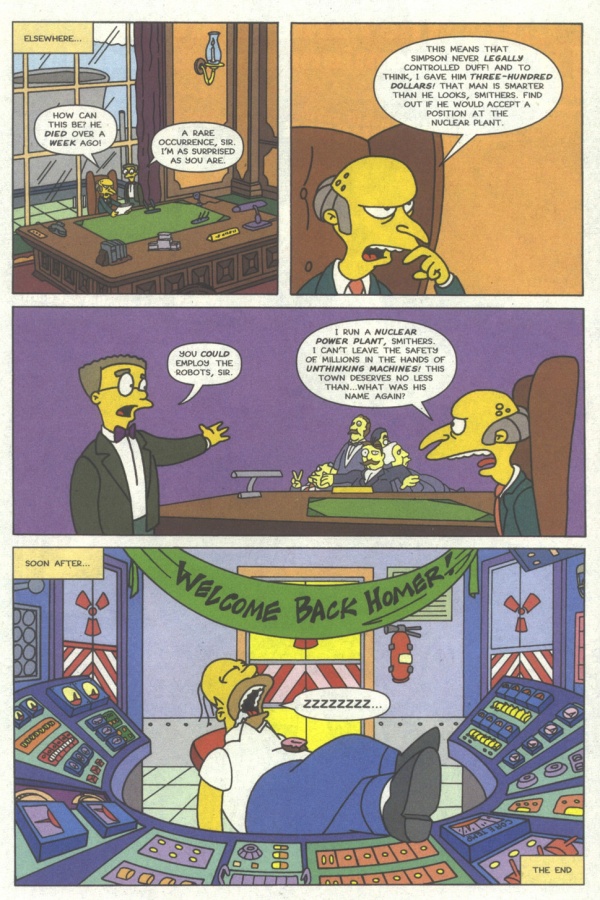 ELSEWHERE...
HOW CAN
THIS BE? HE
DIED OVER A
WEEK AGO!
A RARE
OCCURRENCE, SIR.
I'M AS SURPRISED
AS YOU ARE.
THIS MEANS THAT
SIMPSON NEVER LEGALLY
CONTROLLED DUFF! AND TO
THINK, I GAVE HIM THREE-HUNDRED
DOLLARS! THAT MAN IS SMARTER
THAN HE LOOKS, SMITHERS. FIND
OUT IF HE WOULD ACCEPT A
POSITION AT THE
NUCLEAR PLANT.
YOU COULD
EMPLOY THE
ROBOTS, SIR.
I RUN A NUCLEAR
POWER PLANT, SMITHERS.
I CAN'T LEAVE THE SAFETY
OF MILLIONS IN THE HANDS OF
UNTHINKING MACHINES! THIS
TOWN DESERVES NO LESS
THAN...WHAT WAS HIS
NAME AGAIN?
SOON AFTER...
WELCOME BACK HOMER!
ZZZZZZZZ...
THE END